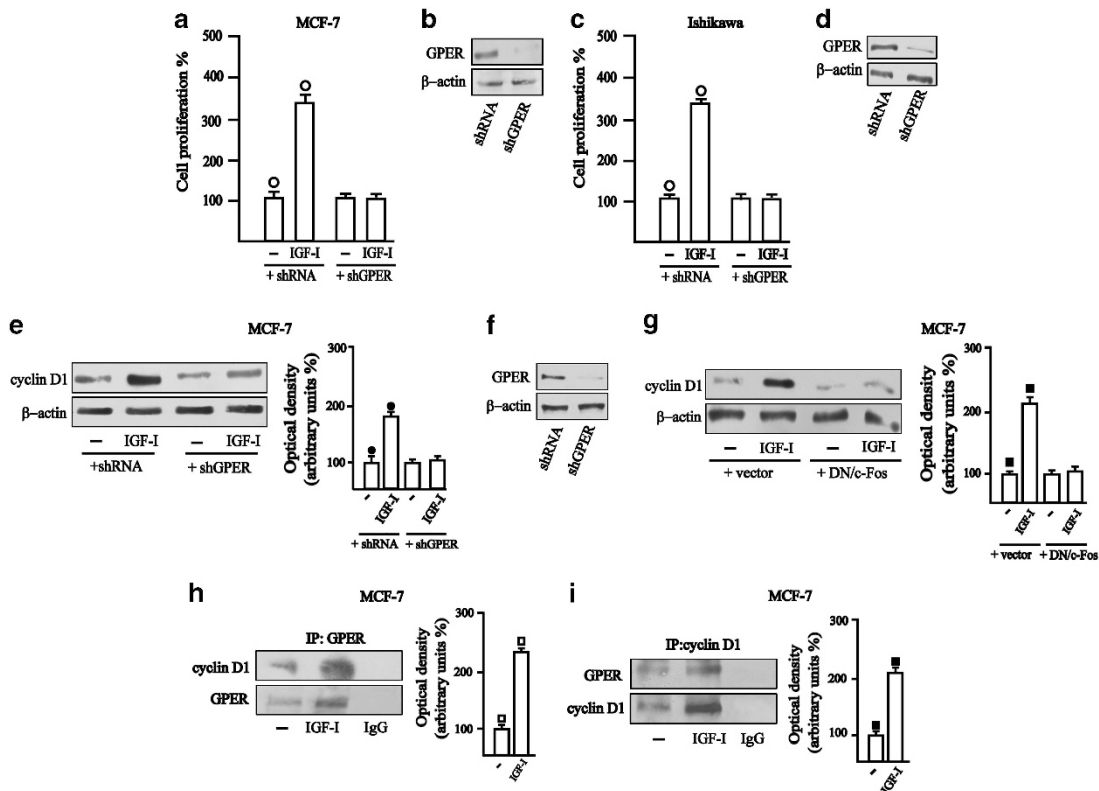 a
MCF-7
Cell proliferation %
500
400
300
200
100
– IGF-I – IGF-I
+ shRNA + shGPER
b
GPER
β–actin
shRNA
shGPER
c
Ishikawa
Cell proliferation %
500
400
300
200
100
– IGF-I – IGF-I
+ shRNA + shGPER
d
GPER
β–actin
shRNA
shGPER
e
MCF-7
cyclin D1
β–actin
– IGF-I – IGF-I
+shRNA + shGPER
Optical density
(arbitrary units %)
300
200
100
- IGF-I - IGF-I
+ shRNA + shGPER
f
GPER
β–actin
shRNA
shGPER
g
MCF-7
cyclin D1
β–actin
– IGF-I – IGF-I
+ vector + DN/c-Fos
Optical density
(arbitrary units %)
300
200
100
- IGF-I - IGF-I
+ vector + DN/c-Fos
h
MCF-7
IP: GPER
cyclin D1
GPER
– IGF-I IgG
Optical density
(arbitrary units %)
300
200
100
- IGF-I
i
MCF-7
IP:cyclin D1
GPER
cyclin D1
– IGF-I IgG
Optical density
(arbitrary units %)
300
200
100
- IGF-I